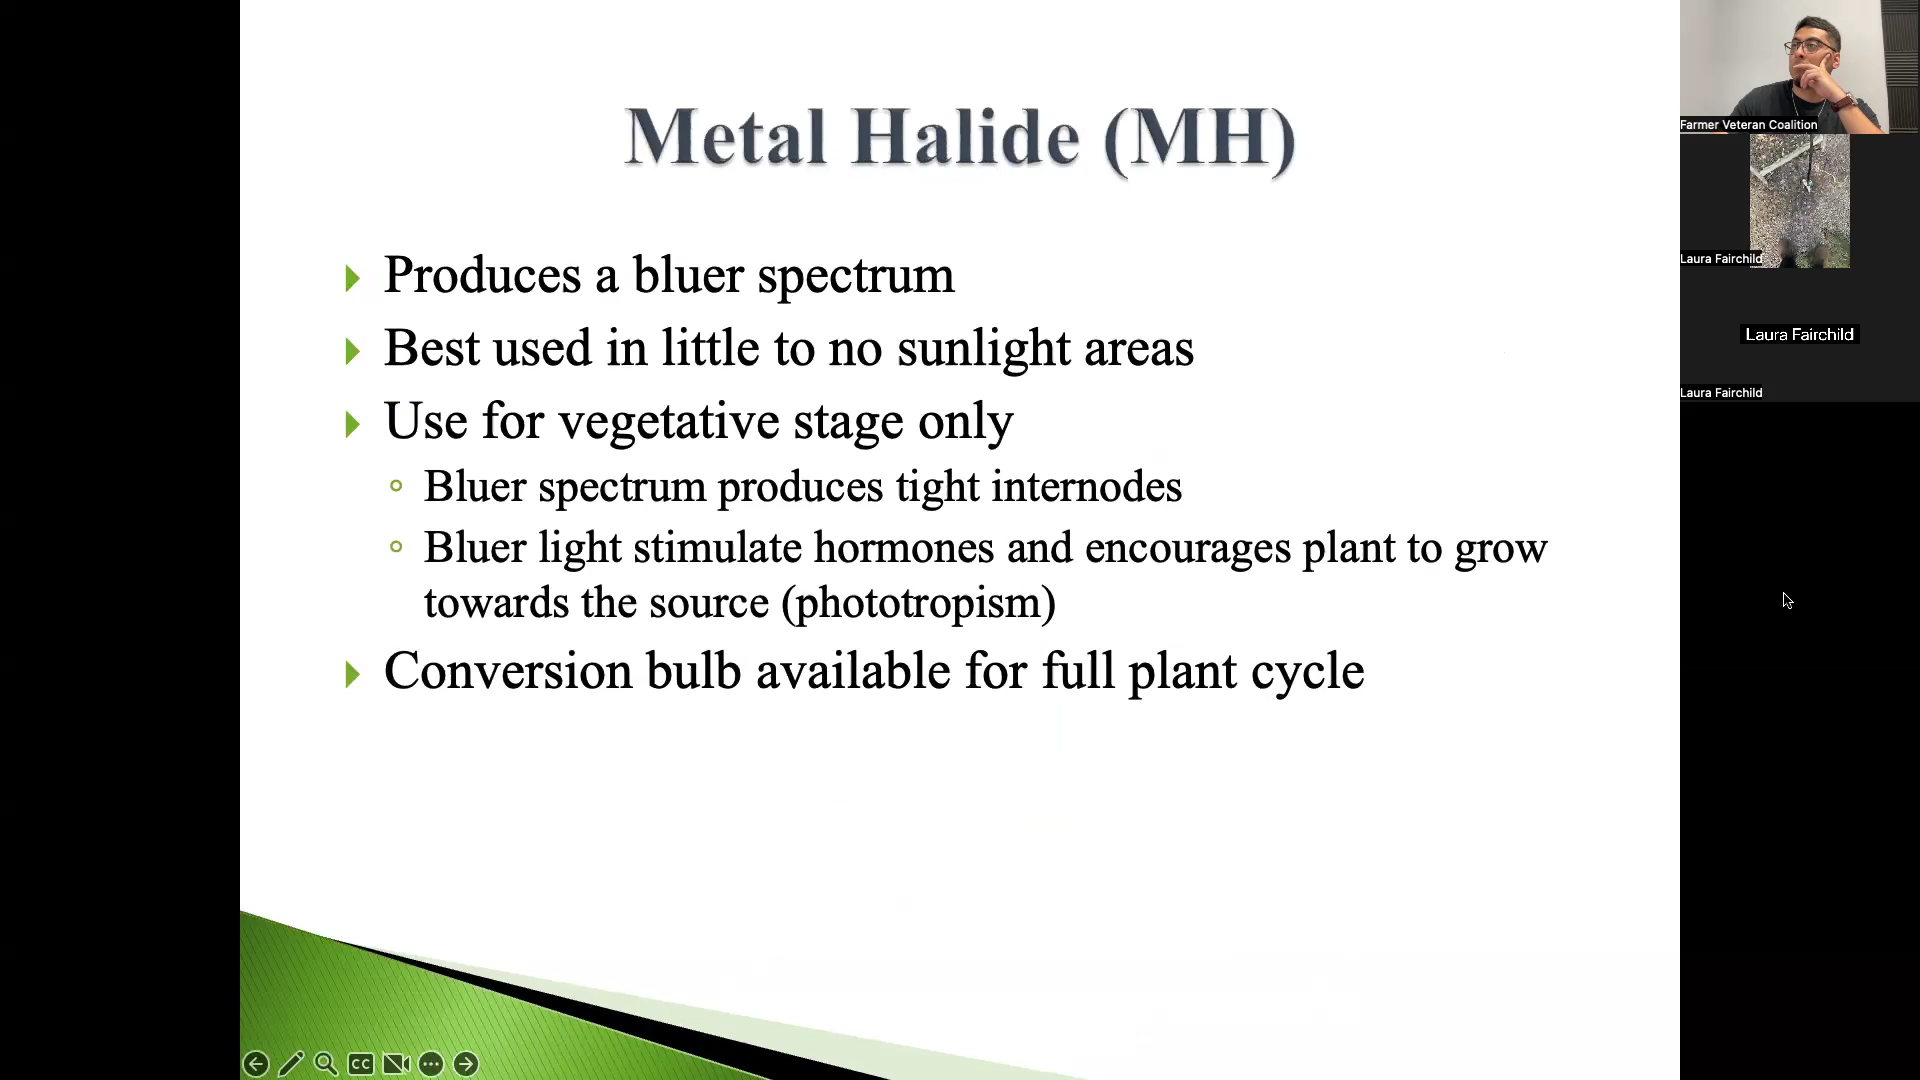 Metal Halide (MH)
Produces a bluer spectrum
Best used in little to no sunlight areas
Use for vegetative stage only
Bluer spectrum produces tight internodes
Bluer light stimulate hormones and encourages plant to grow
towards the source (phototropism)
Conversion bulb available for full plant cycle
Farmer Veteran Coalition
Laura Fairchild
Laura Fairchild
Laura Fairchild
CC